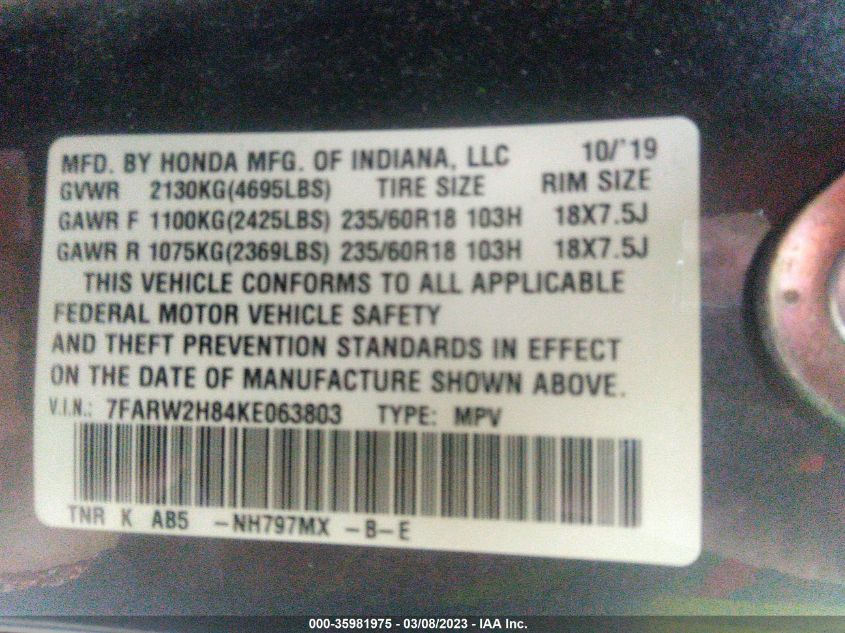 MFD. BY HONDA MFG. OF INDIANA, LLC 10/'19
GVWR 2130KG(4695LBS) TIRE SIZE RIM SIZE
GAWR F 1100KG(2425LBS) 235/60R18 103H 18X7.5J
GAWR R 1075KG(2369LBS) 235/60R18 103H 18X7.5J
THIS VEHICLE CONFORMS TO ALL APPLICABLE
FEDERAL MOTOR VEHICLE SAFETY
AND THEFT PREVENTION STANDARDS IN EFFECT
ON THE DATE OF MANUFACTURE SHOWN ABOVE.
V.I.N.: 7FARW2H84KE063803 TYPE: MPV
TNR K AB5 -NH797MX -B-E
000-35981975 - 03/08/2023 - IAA Inc.